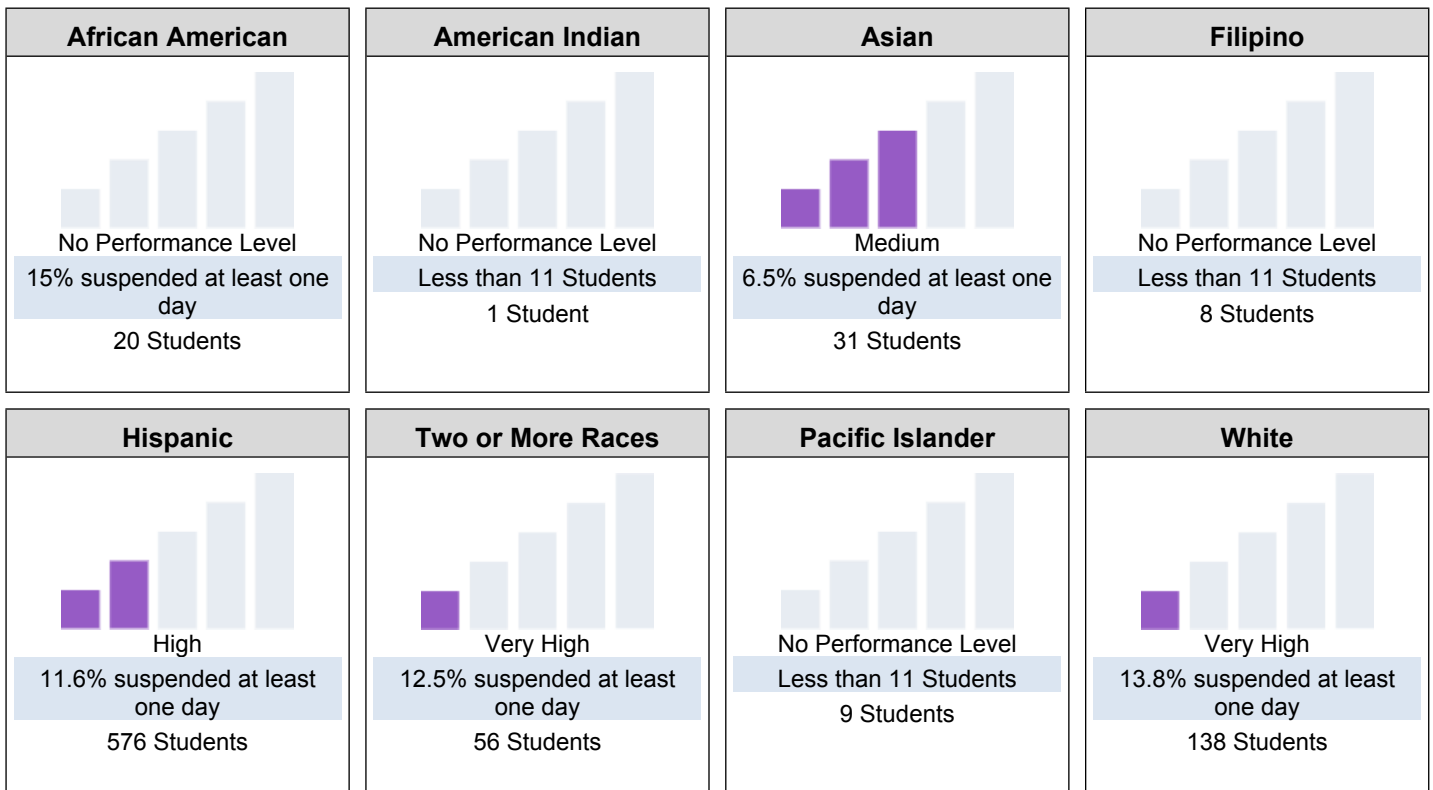 African American
No Performance Level
15% suspended at least one
day
20 Students
American Indian
No Performance Level
Less than 11 Students
1 Student
Asian
Medium
6.5% suspended at least one
day
31 Students
Filipino
No Performance Level
Less than 11 Students
8 Students
Hispanic
High
11.6% suspended at least
one day
576 Students
Two or More Races
Very High
12.5% suspended at least
one day
56 Students
Pacific Islander
No Performance Level
Less than 11 Students
9 Students
White
Very High
13.8% suspended at least
one day
138 Students